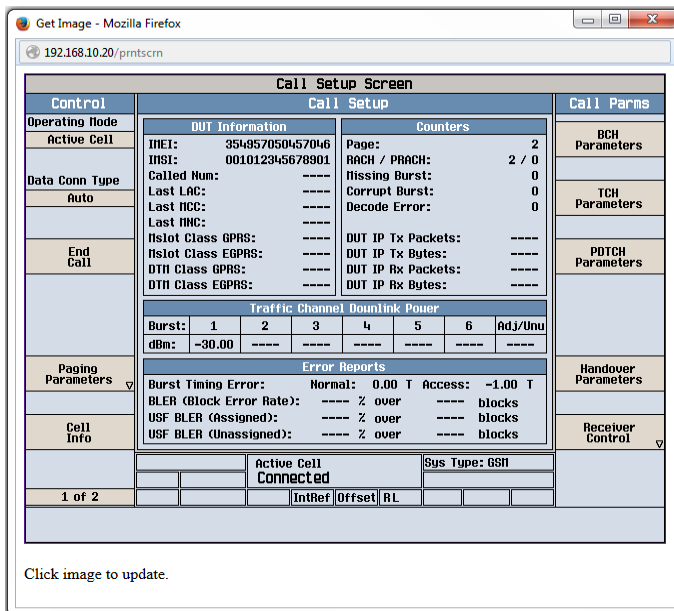 Get Image - Mozilla Firefox
192.168.10.20/prntscrn
Call Setup Screen
Control
Call Setup
Call Parms
Operating Mode
Active Cell
Data Conn Type
Auto
End
Call
Paging
Parameters
Cell
Info
1 of 2
DUT Information
IMEI: 354957050457046
IMSI: 001012345678901
Called Num: ----
Last LAC: ----
Last MCC: ----
Last MNC: ----
Mslot Class GPRS: ----
Mslot Class EGPRS: ----
DTM Class GPRS: ----
DTM Class EGPRS: ----
Counters
Page: 2
RACH / PRACH: 2 / 0
Missing Burst: 0
Corrupt Burst: 0
Decode Error: 0
DUT IP Tx Packets: ----
DUT IP Tx Bytes: ----
DUT IP Rx Packets: ----
DUT IP Rx Bytes: ----
Traffic Channel Downlink Power
Burst: 1 2 3 4 5 6 Adj/Unu
dBm: -30.00 ---- ---- ---- ---- ---- ----
Error Reports
Burst Timing Error: Normal: 0.00 T Access: -1.00 T
BLER (Block Error Rate): ---- % over ---- blocks
USF BLER (Assigned): ---- % over ---- blocks
USF BLER (Unassigned): ---- % over ---- blocks
Active Cell
Connected
Sys Type: GSM
IntRef Offset RL
BCH
Parameters
TCH
Parameters
PDTCH
Parameters
Handover
Parameters
Receiver
Control
Click image to update.